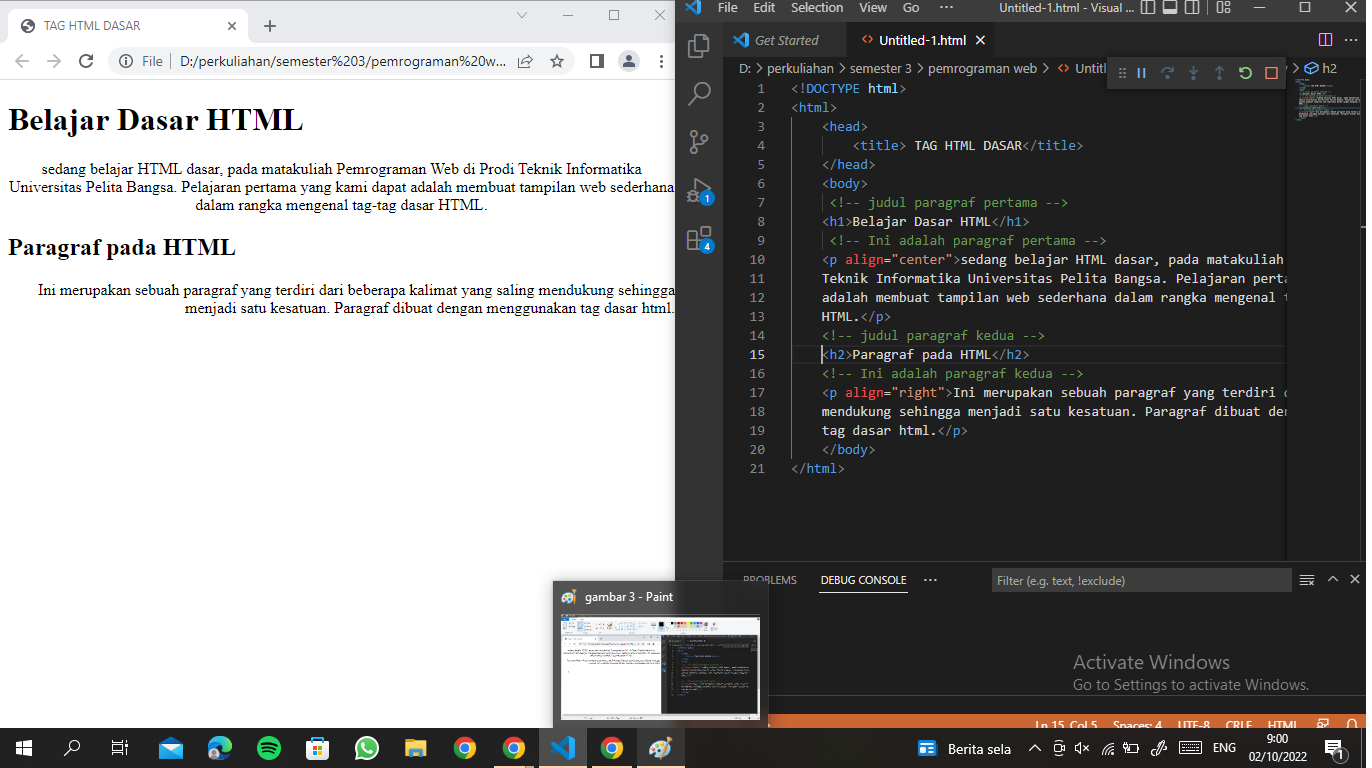 TAG HTML DASAR
File
D:/perkuliahan/semester%203/pemrograman%20w...
Belajar Dasar HTML
sedang belajar HTML dasar, pada matakuliah Pemrograman Web di Prodi Teknik Informatika
Universitas Pelita Bangsa. Pelajaran pertama yang kami dapat adalah membuat tampilan web sederhana
dalam rangka mengenal tag-tag dasar HTML.
Paragraf pada HTML
Ini merupakan sebuah paragraf yang terdiri dari beberapa kalimat yang saling mendukung sehingga
menjadi satu kesatuan. Paragraf dibuat dengan menggunakan tag dasar html.
File Edit Selection View Go ··· Untitled-1.html - Visual ...
Get Started Untitled-1.html
D: > perkuliahan > semester 3 > pemrograman web > Untitl > h2
1 <!DOCTYPE html>
2 <html>
3 <head>
4 <title> TAG HTML DASAR</title>
5 </head>
6 <body>
7 <!-- judul paragraf pertama -->
8 <h1>Belajar Dasar HTML</h1>
9 <!-- Ini adalah paragraf pertama -->
10 <p align="center">sedang belajar HTML dasar, pada matakuliah
11 Teknik Informatika Universitas Pelita Bangsa. Pelajaran perta
12 adalah membuat tampilan web sederhana dalam rangka mengenal t
13 HTML.</p>
14 <!-- judul paragraf kedua -->
15 <h2>Paragraf pada HTML</h2>
16 <!-- Ini adalah paragraf kedua -->
17 <p align="right">Ini merupakan sebuah paragraf yang terdiri d
18 mendukung sehingga menjadi satu kesatuan. Paragraf dibuat den
19 tag dasar html.</p>
20 </body>
21 </html>
1
4
PROBLEMS DEBUG CONSOLE ··· Filter (e.g. text, !exclude)
gambar 3 - Paint
Activate Windows
Go to Settings to activate Windows.
Ln 15, Col 5 Spaces: 4 UTF-8 CRLF HTML
Berita sela ENG 9:00
02/10/2022 1